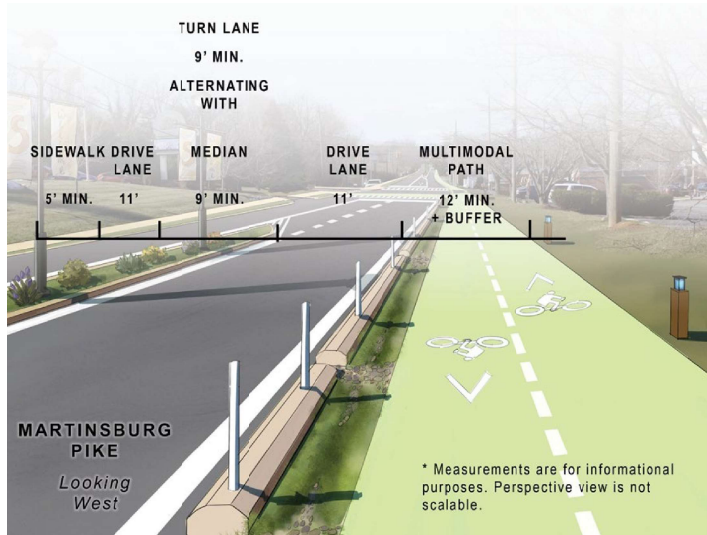 TURN LANE
9' MIN.
ALTERNATING
WITH
SIDEWALK DRIVE LANE MEDIAN DRIVE LANE MULTIMODAL PATH
5' MIN. 11' 9' MIN. 11' 12' MIN. + BUFFER
MARTINSBURG
PIKE
Looking
West
* Measurements are for informational
purposes. Perspective view is not
scalable.